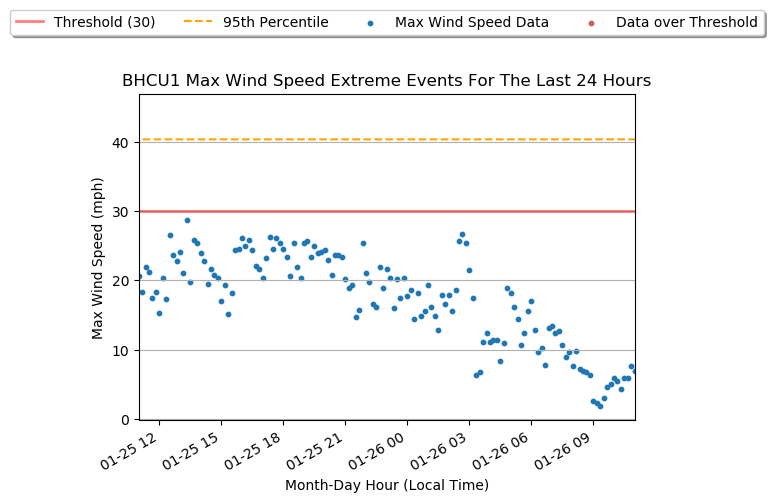 Threshold (30) 95th Percentile Max Wind Speed Data Data over Threshold
BHCU1 Max Wind Speed Extreme Events For The Last 24 Hours
Max Wind Speed (mph)
40
30
20
10
0
01-25 12 01-25 15 01-25 18 01-25 21 01-26 00 01-26 03 01-26 06 01-26 09
Month-Day Hour (Local Time)